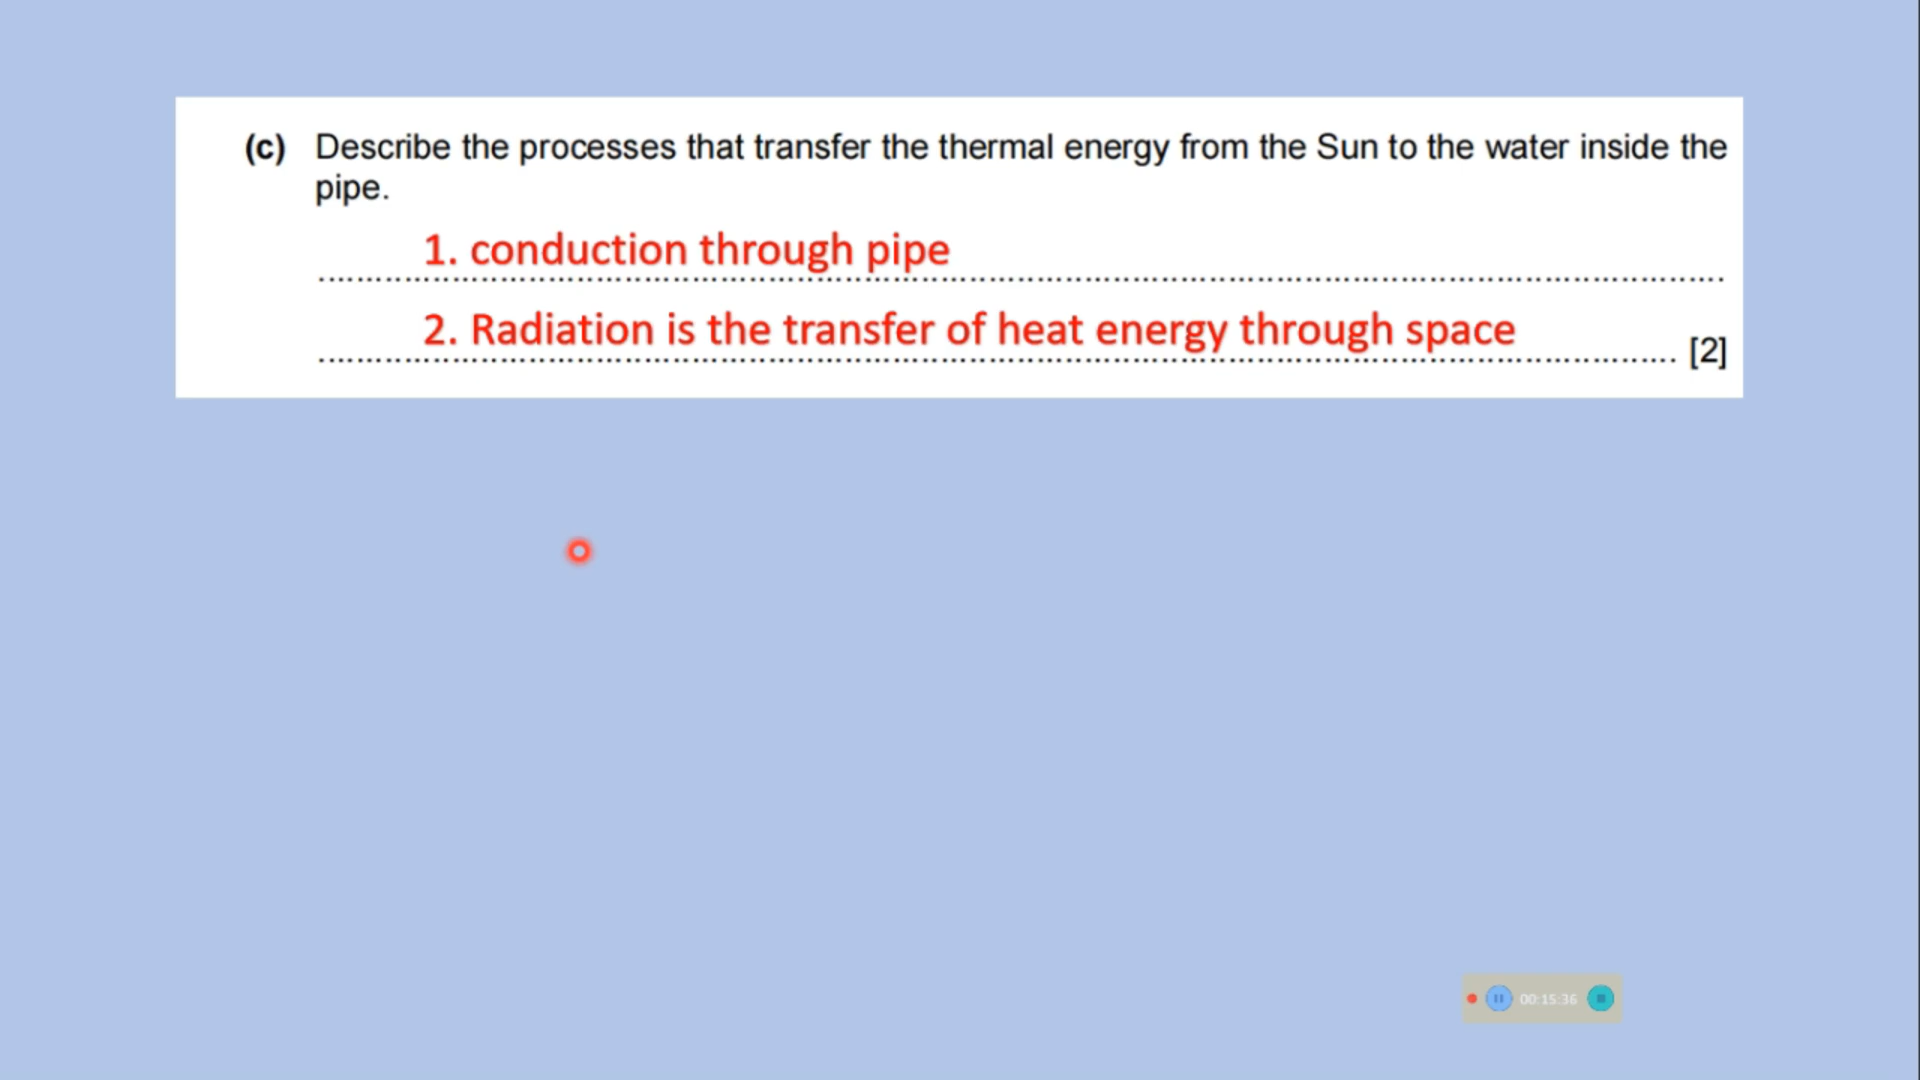 (c) Describe the processes that transfer the thermal energy from the Sun to the water inside the
pipe.
1. conduction through pipe
2. Radiation is the transfer of heat energy through space
[2]
00:15:36